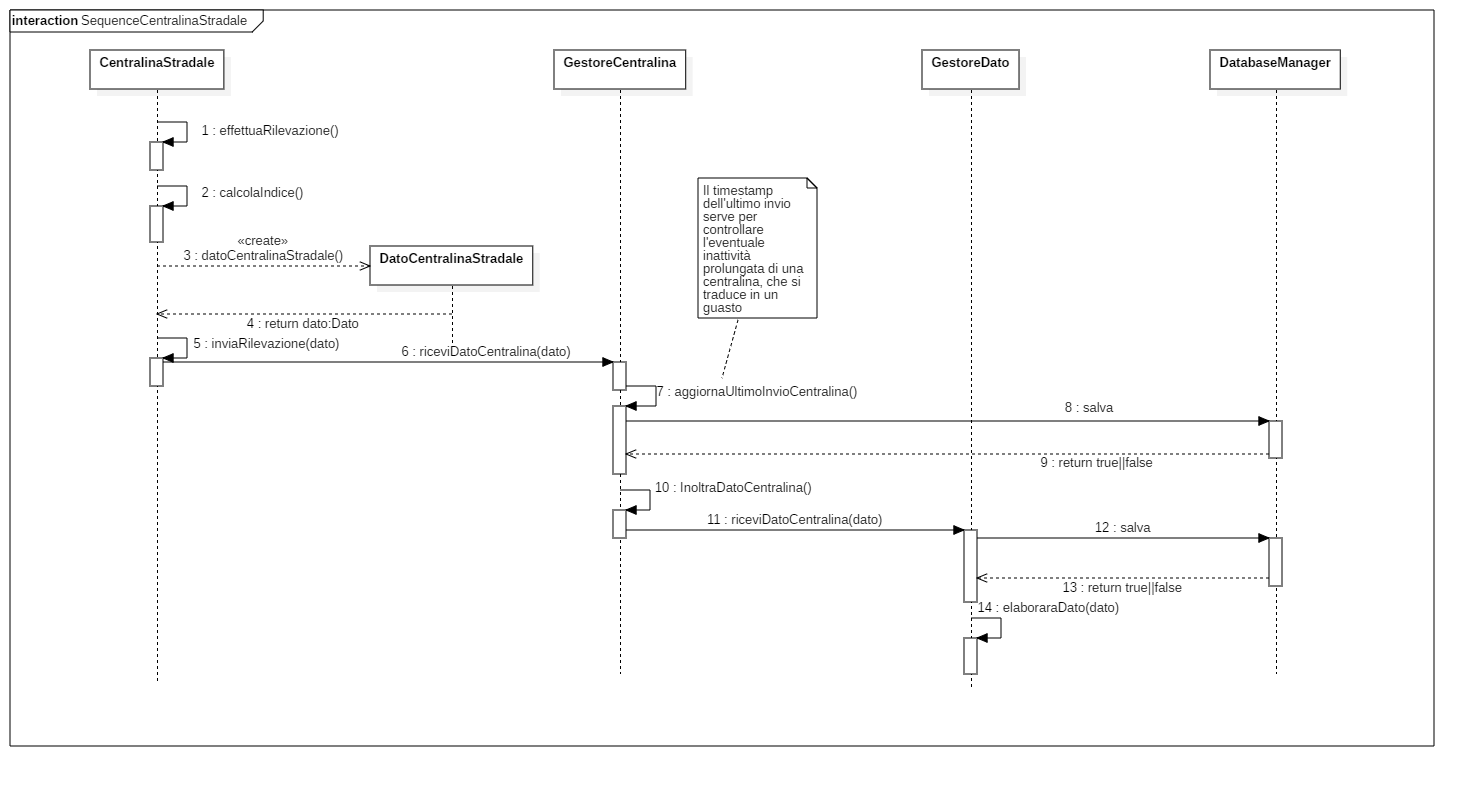 interaction SequenceCentralinaStradale
CentralinaStradale
GestoreCentralina
GestoreDato
DatabaseManager
1 : effettuaRilevazione()
2 : calcolaIndice()
«create»
3 : datoCentralinaStradale()
DatoCentralinaStradale
Il timestamp
dell'ultimo invio
serve per
controllare
l'eventuale
inattività
prolungata di una
centralina, che si
traduce in un
guasto
4 : return dato:Dato
5 : inviaRilevazione(dato)
6 : riceviDatoCentralina(dato)
7 : aggiornaUltimoInvioCentralina()
8 : salva
9 : return true||false
10 : InoltraDatoCentralina()
11 : riceviDatoCentralina(dato)
12 : salva
13 : return true||false
14 : elaboraraDato(dato)